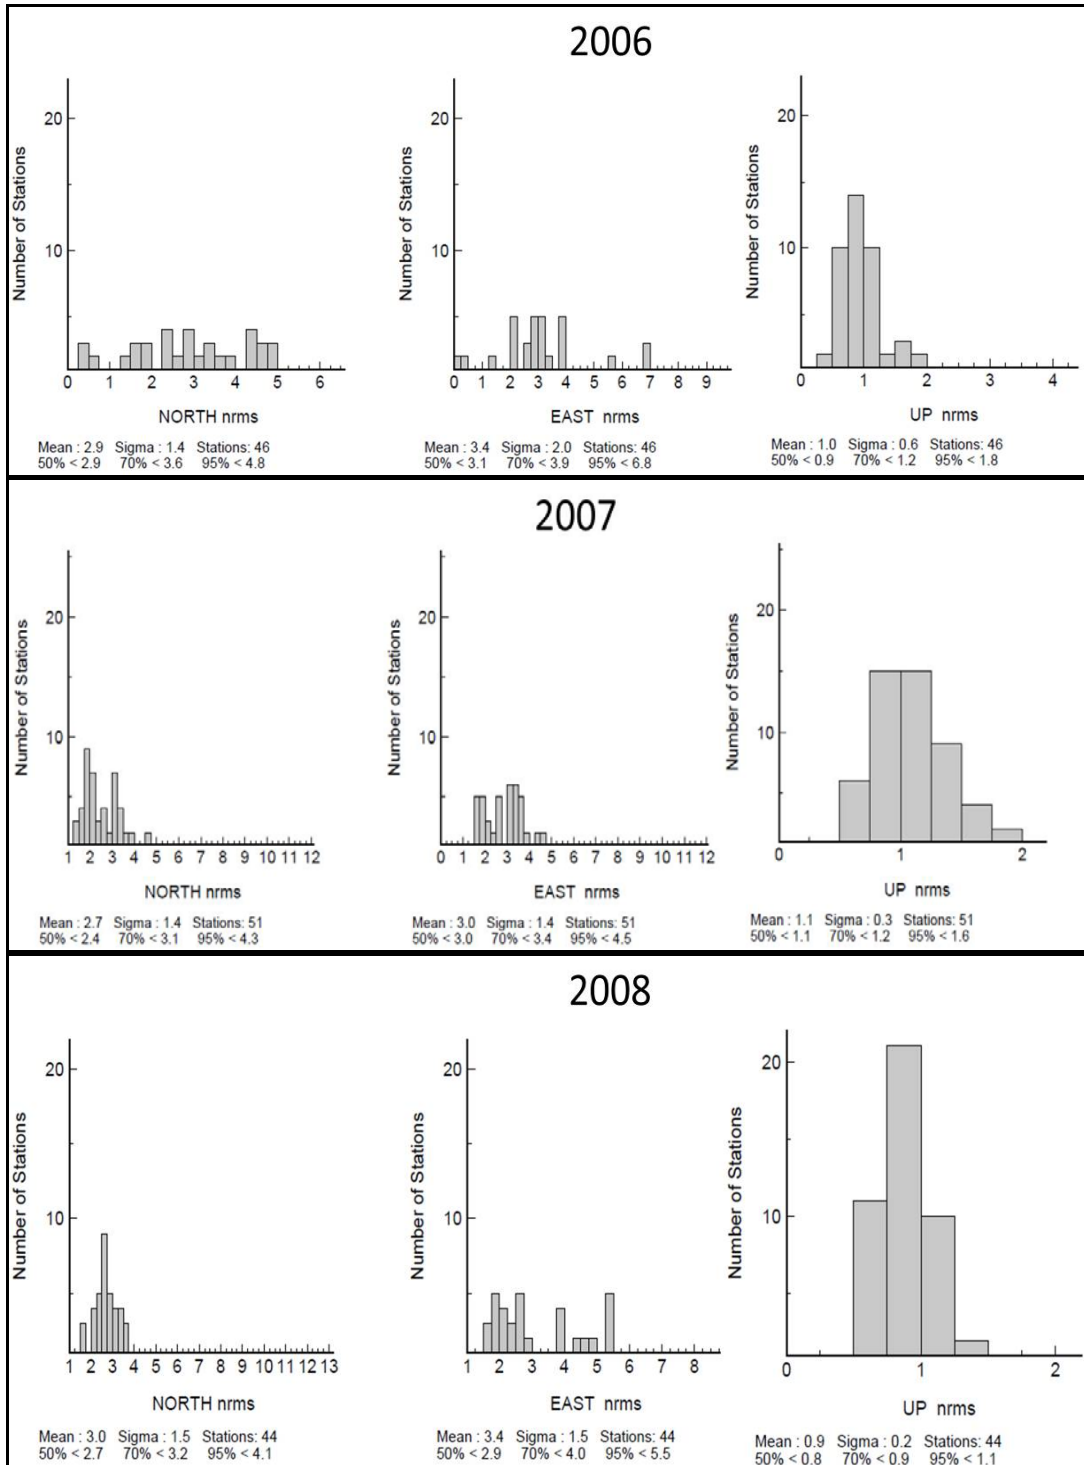 2006
20
10
Number of Stations
0 1 2 3 4 5 6
NORTH nrms
Mean : 2.9 Sigma : 1.4 Stations: 46
50% < 2.9 70% < 3.6 95% < 4.8
20
10
Number of Stations
0 1 2 3 4 5 6 7 8 9
EAST nrms
Mean : 3.4 Sigma : 2.0 Stations: 46
50% < 3.1 70% < 3.9 95% < 6.8
20
10
Number of Stations
0 1 2 3 4
UP nrms
Mean : 1.0 Sigma : 0.6 Stations: 46
50% < 0.9 70% < 1.2 95% < 1.8
2007
20
10
Number of Stations
1 2 3 4 5 6 7 8 9 10 11 12
NORTH nrms
Mean : 2.7 Sigma : 1.4 Stations: 51
50% < 2.4 70% < 3.1 95% < 4.3
20
10
Number of Stations
0 1 2 3 4 5 6 7 8 9 10 11 12
EAST nrms
Mean : 3.0 Sigma : 1.4 Stations: 51
50% < 3.0 70% < 3.4 95% < 4.5
20
10
Number of Stations
0 1 2
UP nrms
Mean : 1.1 Sigma : 0.3 Stations: 51
50% < 1.1 70% < 1.2 95% < 1.6
2008
20
10
Number of Stations
1 2 3 4 5 6 7 8 9 10 11 12 13
NORTH nrms
Mean : 3.0 Sigma : 1.5 Stations: 44
50% < 2.7 70% < 3.2 95% < 4.1
20
10
Number of Stations
1 2 3 4 5 6 7 8
EAST nrms
Mean : 3.4 Sigma : 1.5 Stations: 44
50% < 2.9 70% < 4.0 95% < 5.5
20
10
Number of Stations
0 1 2
UP nrms
Mean : 0.9 Sigma : 0.2 Stations: 44
50% < 0.8 70% < 0.9 95% < 1.1